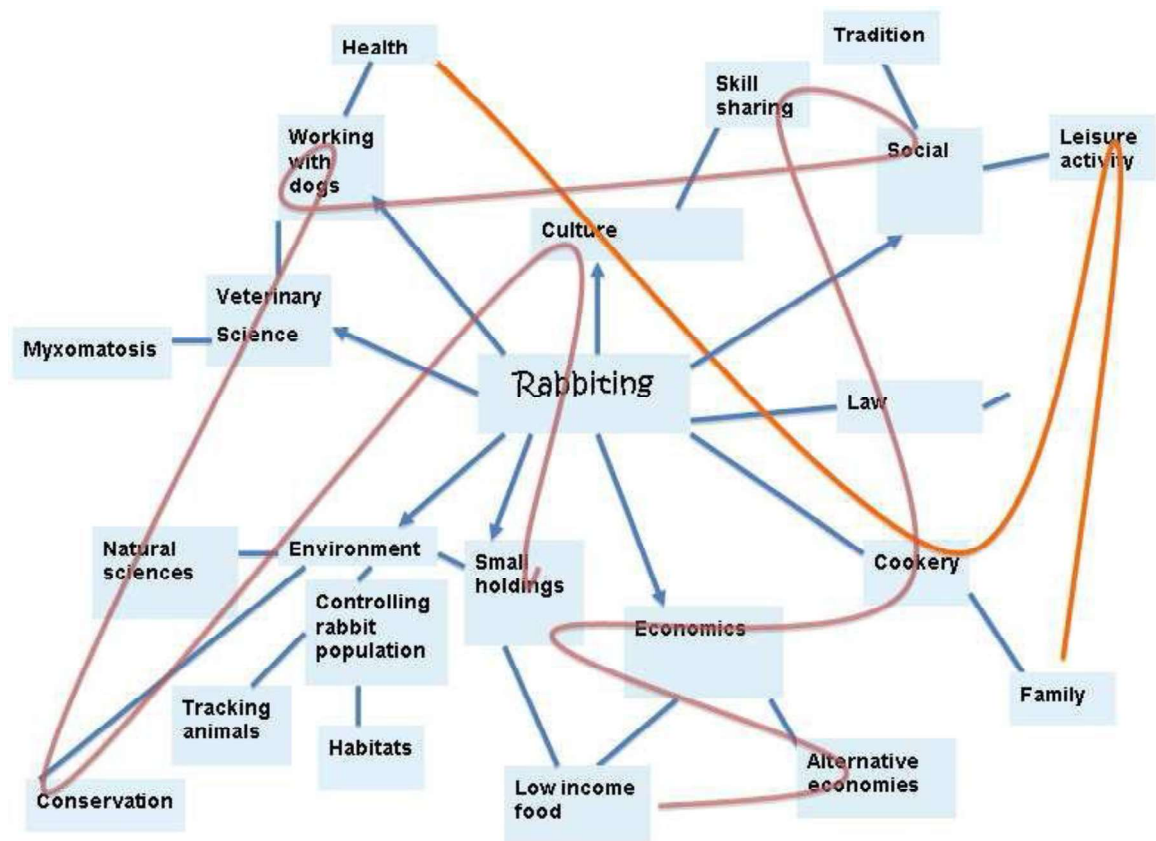 Health
Tradition
Skill
sharing
Working
with
dogs
Social
Leisure
activity
Culture
Veterinary
Science
Myxomatosis
Rabbiting
Law
Natural
sciences
Environment
Small
holdings
Cookery
Controlling
rabbit
population
Economics
Tracking
animals
Habitats
Family
Conservation
Low income
food
Alternative
economies